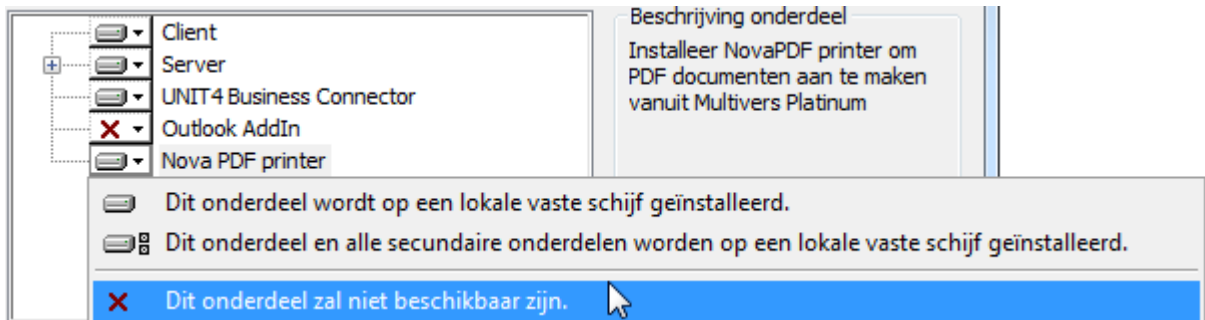 Client
Server
UNIT4 Business Connector
Outlook AddIn
Nova PDF printer
Beschrijving onderdeel
Installeer NovaPDF printer om
PDF documenten aan te maken
vanuit Multivers Platinum
Dit onderdeel wordt op een lokale vaste schijf geïnstalleerd.
Dit onderdeel en alle secundaire onderdelen worden op een lokale vaste schijf geïnstalleerd.
Dit onderdeel zal niet beschikbaar zijn.